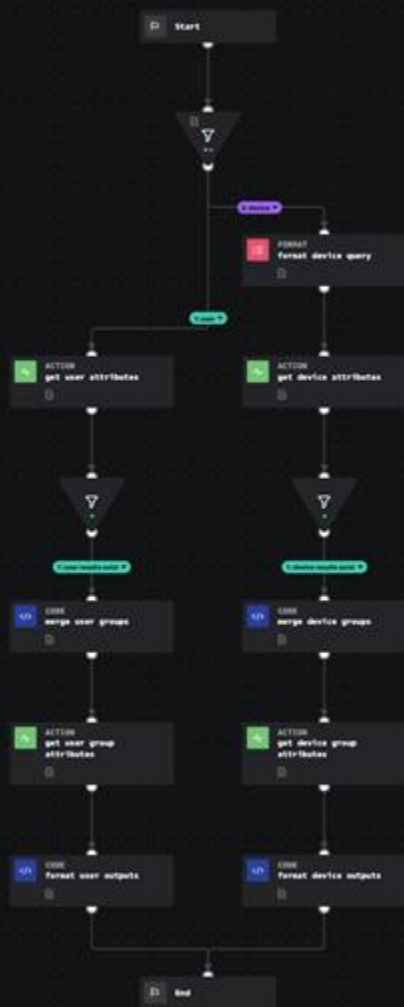 Start
FORMAT
format device query
ACTION
get user attributes
ACTION
get device attributes
CODE
merge user groups
CODE
merge device groups
ACTION
get user group
attributes
ACTION
get device group
attributes
CODE
format user outputs
CODE
format device outputs
End